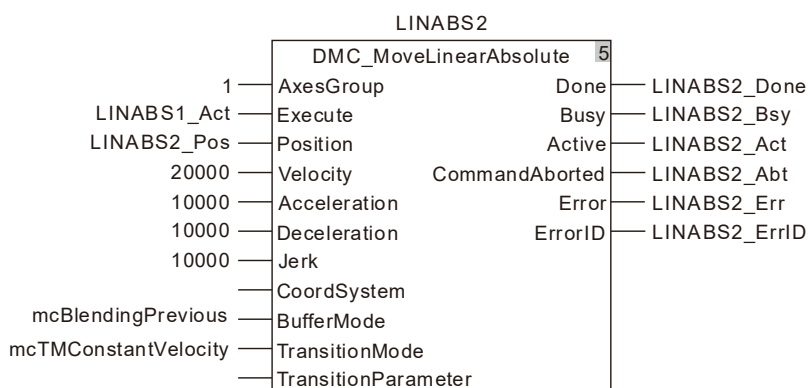 LINABS2
DMC_MoveLinearAbsolute 5
1 AxesGroup Done LINABS2_Done
LINABS1_Act Execute Busy LINABS2_Bsy
LINABS2_Pos Position Active LINABS2_Act
20000 Velocity CommandAborted LINABS2_Abt
10000 Acceleration Error LINABS2_Err
10000 Deceleration ErrorID LINABS2_ErrID
10000 Jerk
CoordSystem
mcBlendingPrevious BufferMode
mcTMConstantVelocity TransitionMode
TransitionParameter